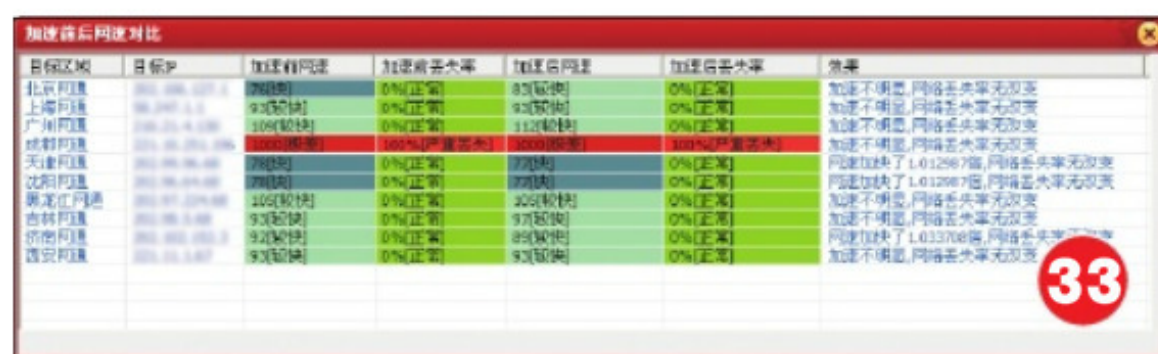 加速前后网速对比
目标区域 目标IP 加速前网速 加速前丢失率 加速后网速 加速后丢失率 效果
北京网通 76[快] 0%[正常] 83[较快] 0%[正常] 加速不明显,网络丢失率无改变
上海网通 93[较快] 0%[正常] 93[较快] 0%[正常] 加速不明显,网络丢失率无改变
广州网通 109[较快] 0%[正常] 112[较快] 0%[正常] 加速不明显,网络丢失率无改变
成都网通 1000[极差] 100%[严重丢失] 1000[极差] 100%[严重丢失] 加速不明显,网络丢失率无改变
天津网通 78[快] 0%[正常] 77[快] 0%[正常] 网速加快了1.012987倍,网络丢失率无改变
沈阳网通 78[快] 0%[正常] 77[快] 0%[正常] 网速加快了1.012987倍,网络丢失率无改变
黑龙江网通 105[较快] 0%[正常] 105[较快] 0%[正常] 加速不明显,网络丢失率无改变
吉林网通 93[较快] 0%[正常] 97[较快] 0%[正常] 加速不明显,网络丢失率无改变
济南网通 92[较快] 0%[正常] 89[较快] 0%[正常] 网速加快了1.033708倍,网络丢失率无改变
西安网通 93[较快] 0%[正常] 93[较快] 0%[正常] 加速不明显,网络丢失率无改变
33